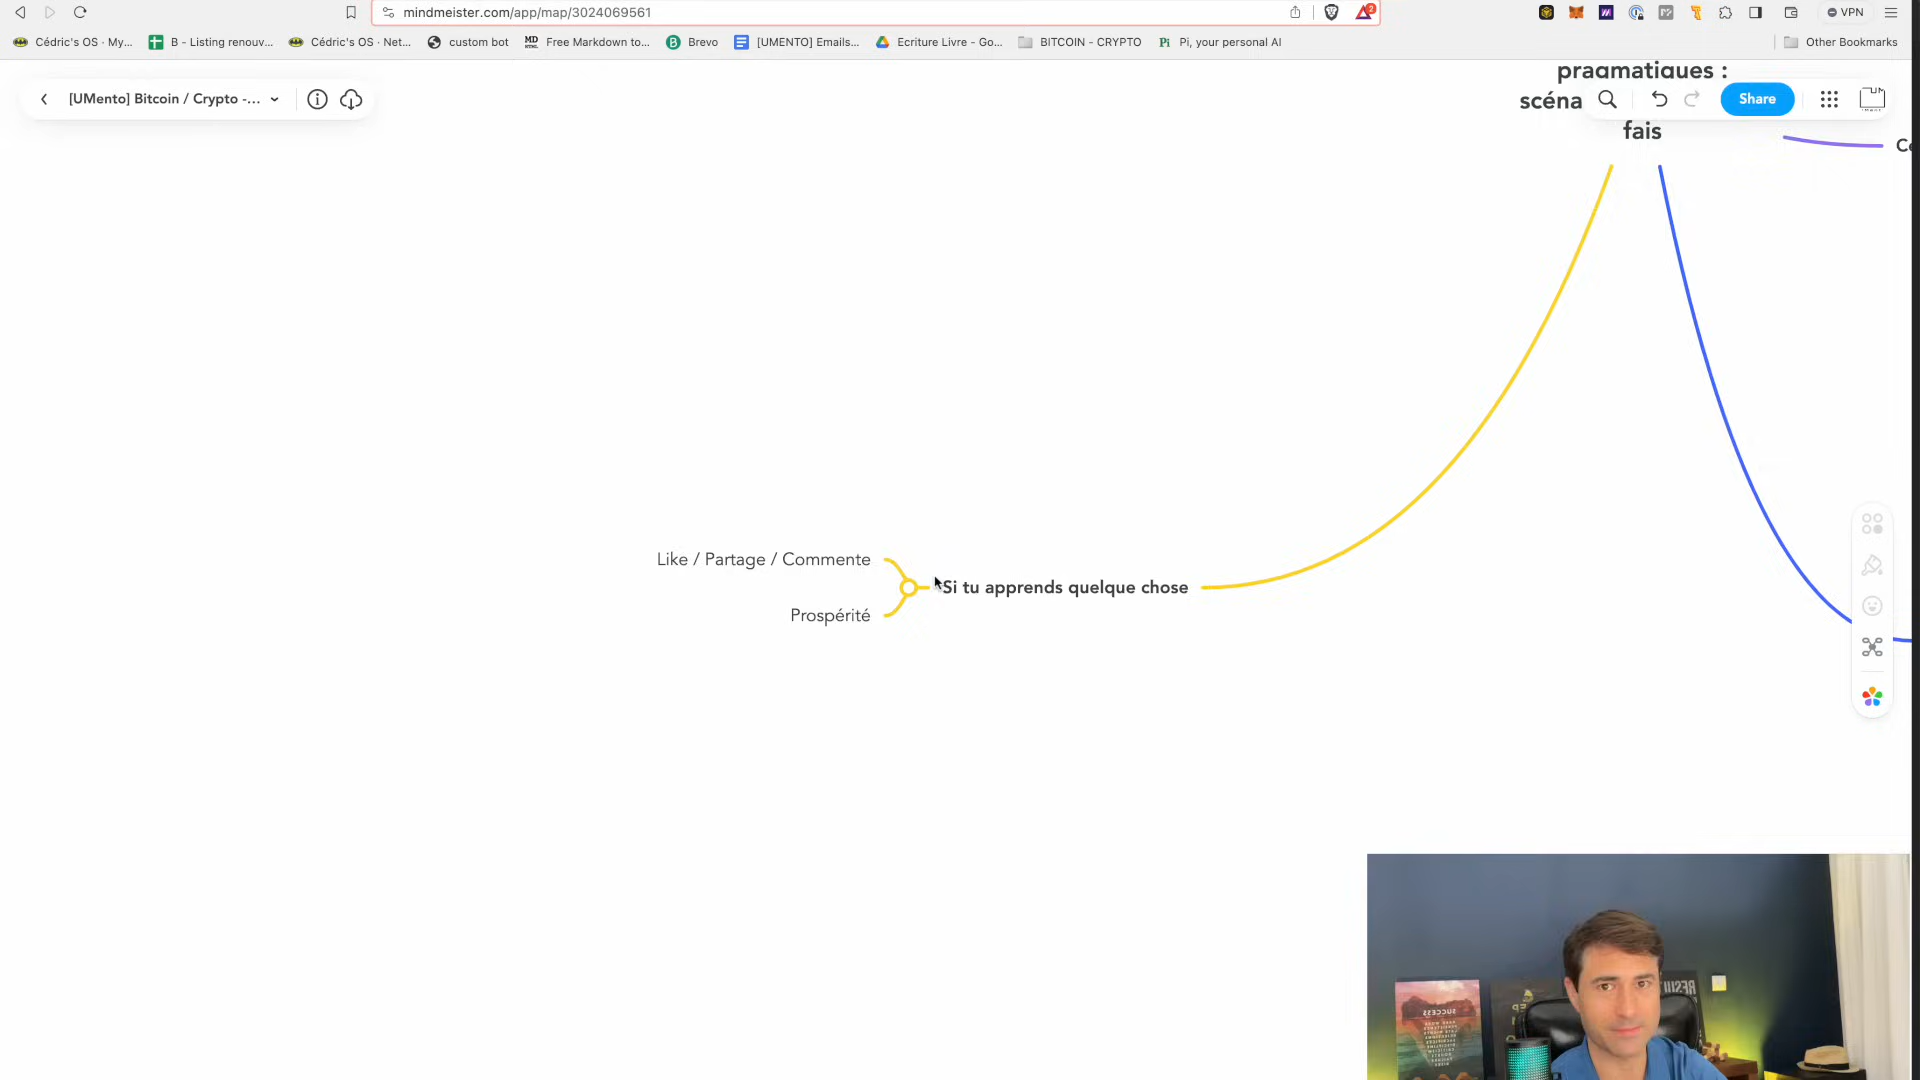 mindmeister.com/app/map/3024069561
2
VPN
Cédric's OS · My...
B - Listing renouv...
Cédric's OS · Net...
custom bot
Free Markdown to...
Brevo
[UMENTO] Emails...
Ecriture Livre - Go...
BITCOIN - CRYPTO
Pi, your personal AI
Other Bookmarks
[UMento] Bitcoin / Crypto -...
Share
pragmatiques :
scéna
fais
Like / Partage / Commente
Si tu apprends quelque chose
Prospérité
SUCCESS